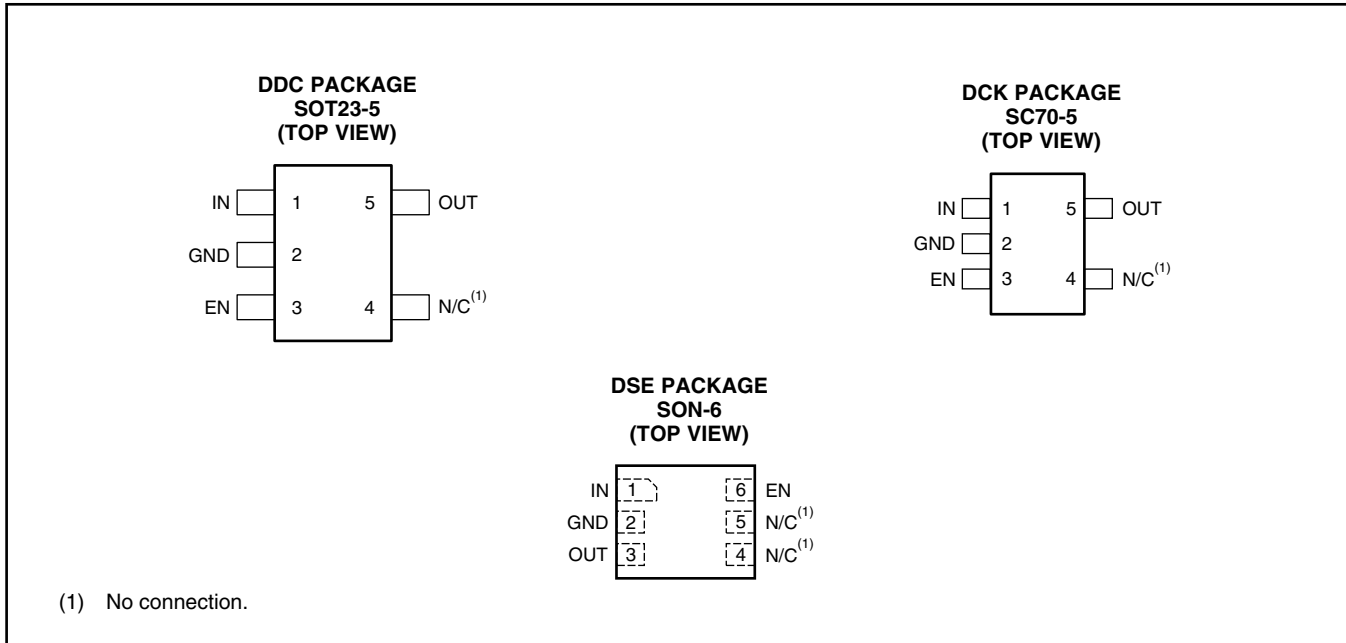 DDC PACKAGE
SOT23-5
(TOP VIEW)
IN 1 5 OUT
GND 2
EN 3 4 N/C(1)
DCK PACKAGE
SC70-5
(TOP VIEW)
IN 1 5 OUT
GND 2
EN 3 4 N/C(1)
DSE PACKAGE
SON-6
(TOP VIEW)
IN 1 6 EN
GND 2 5 N/C(1)
OUT 3 4 N/C(1)
(1) No connection.